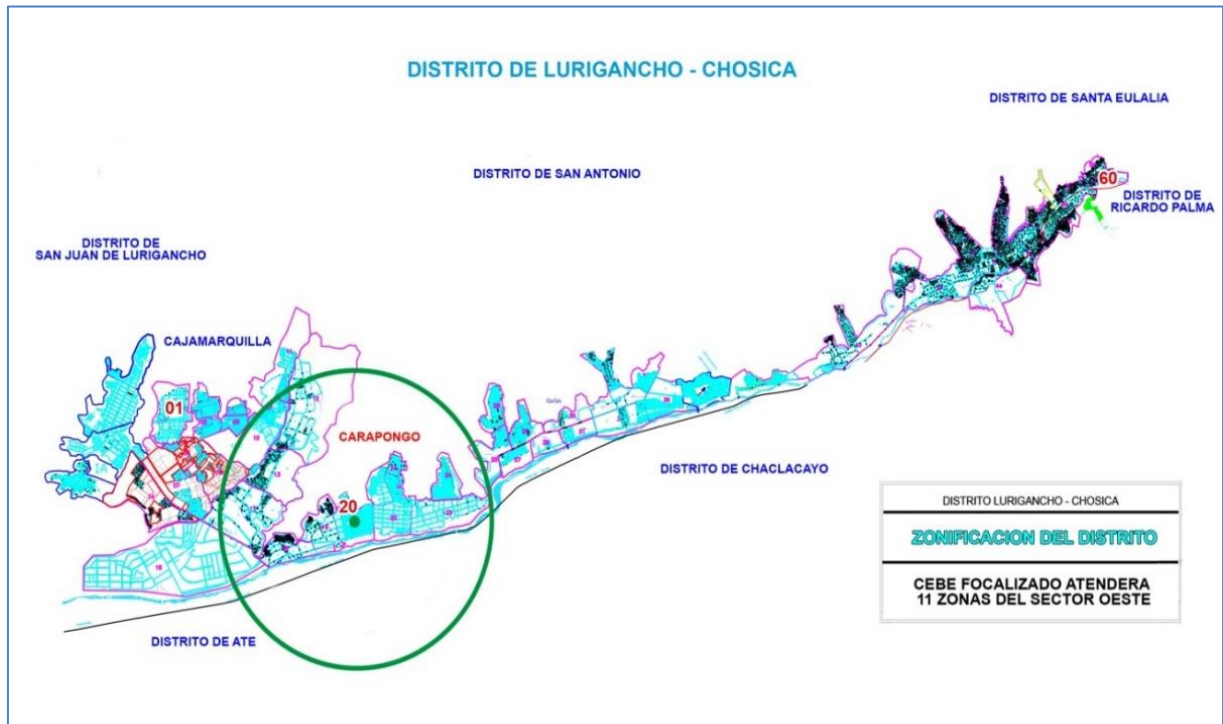 DISTRITO DE LURIGANCHO - CHOSICA
DISTRITO DE SANTA EULALIA
DISTRITO DE SAN ANTONIO
60
DISTRITO DE
RICARDO PALMA
DISTRITO DE
SAN JUAN DE LURIGANCHO
CAJAMARQUILLA
01
CARAPONGO
1A
DISTRITO DE CHACLACAYO
20
18
DISTRITO DE ATE
DISTRITO LURIGANCHO - CHOSICA
ZONIFICACION DEL DISTRITO
CEBE FOCALIZADO ATENDERA
11 ZONAS DEL SECTOR OESTE